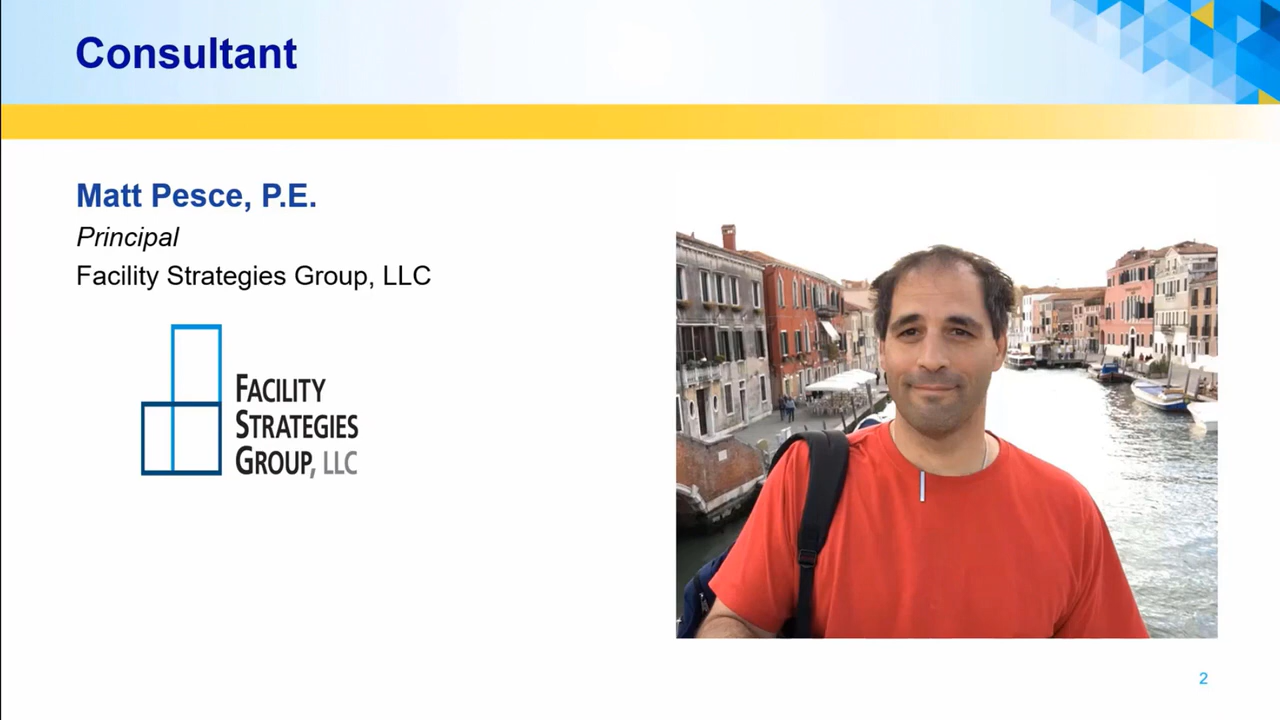 Consultant
Matt Pesce, P.E.
Principal
Facility Strategies Group, LLC
FACILITY
STRATEGIES
GROUP, LLC
2